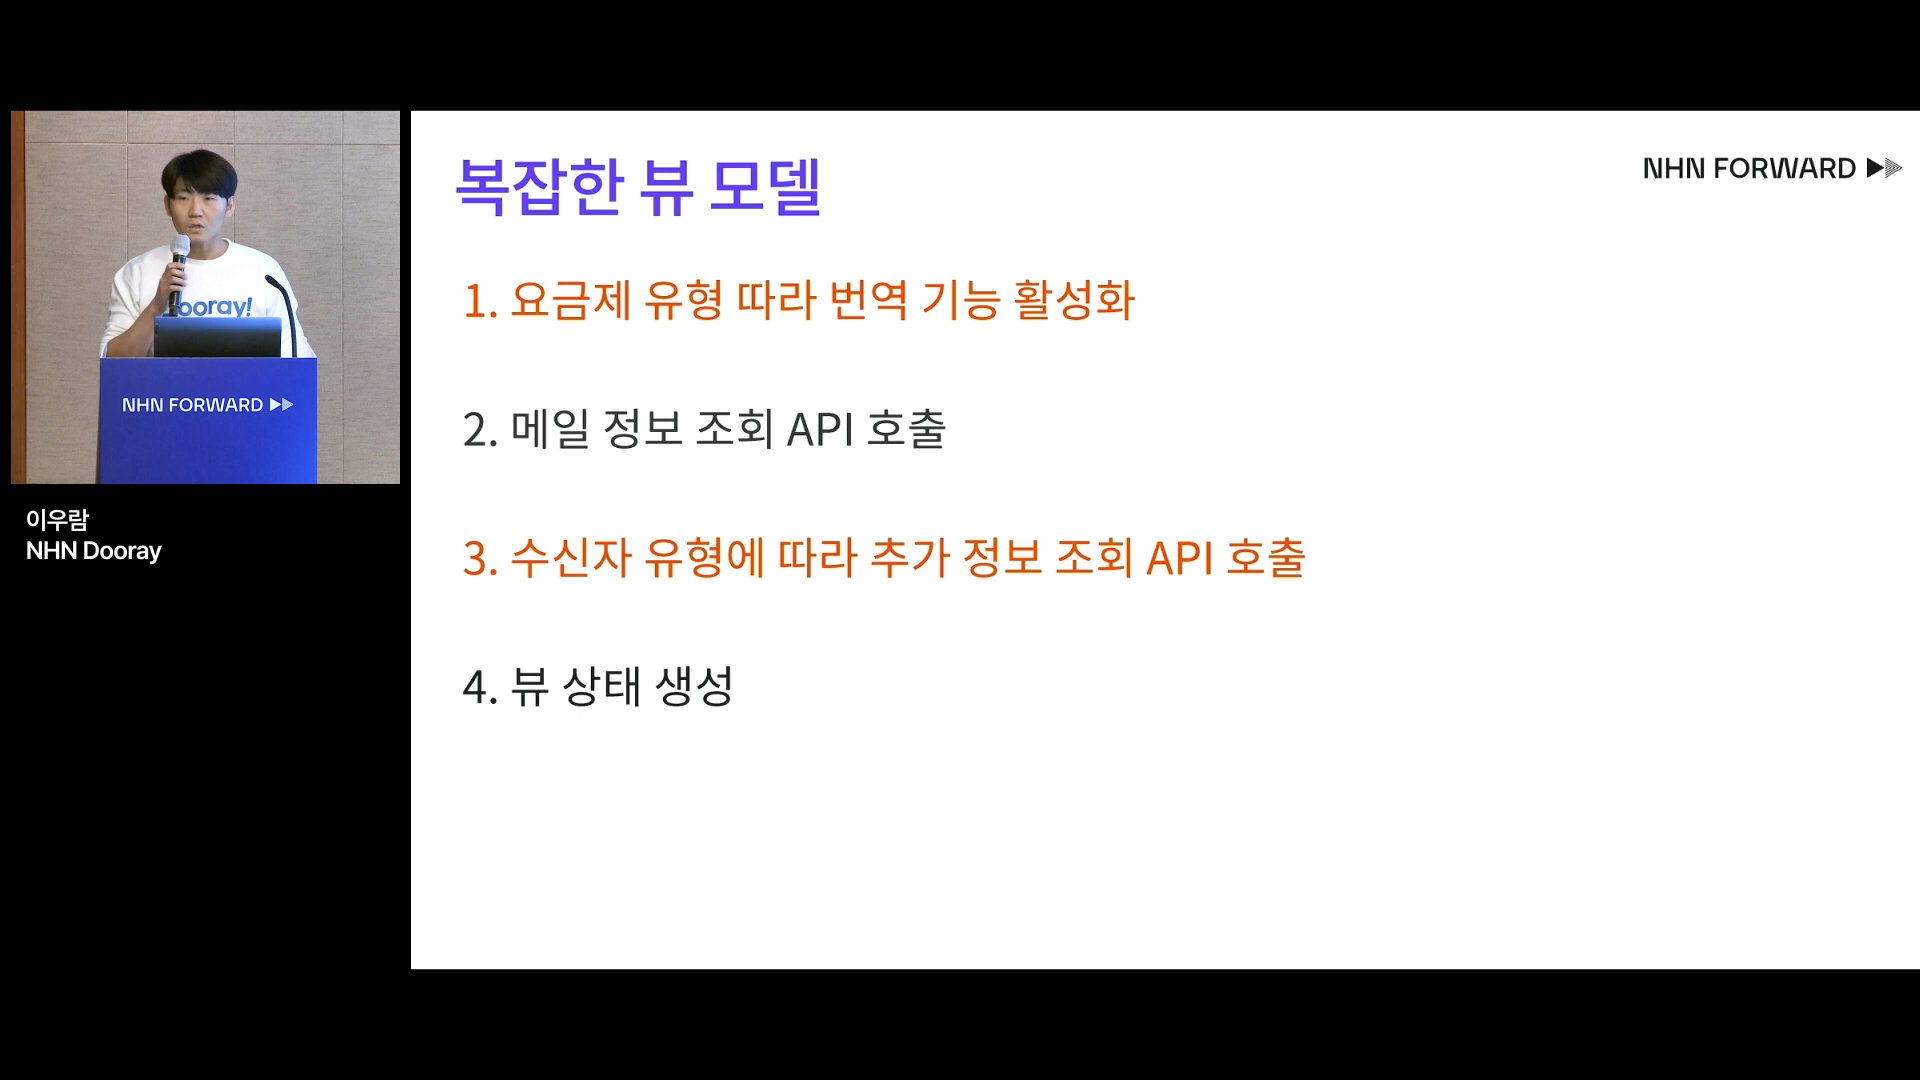 복잡한 뷰 모델
NHN FORWARD
1. 요금제 유형 따라 번역 기능 활성화
2. 메일 정보 조회 API 호출
3. 수신자 유형에 따라 추가 정보 조회 API 호출
4. 뷰 상태 생성
ooray!
NHN FORWARD
이우람
NHN Dooray